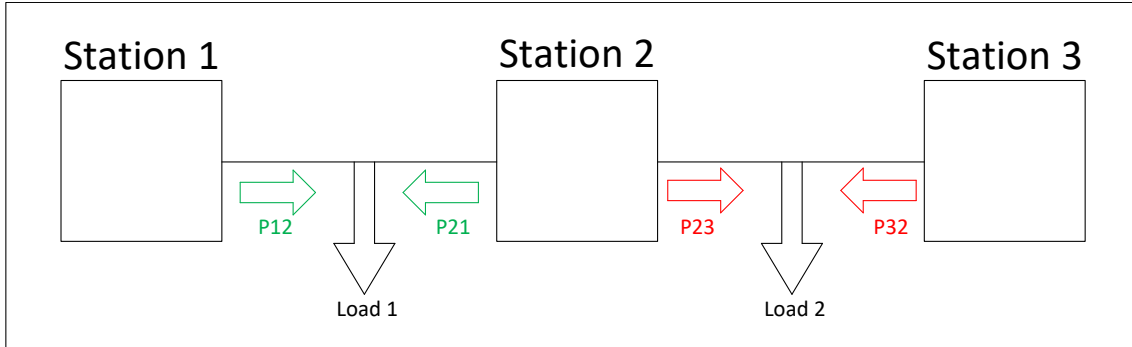 Station 1
Station 2
Station 3
P12
P21
P23
P32
Load 1
Load 2